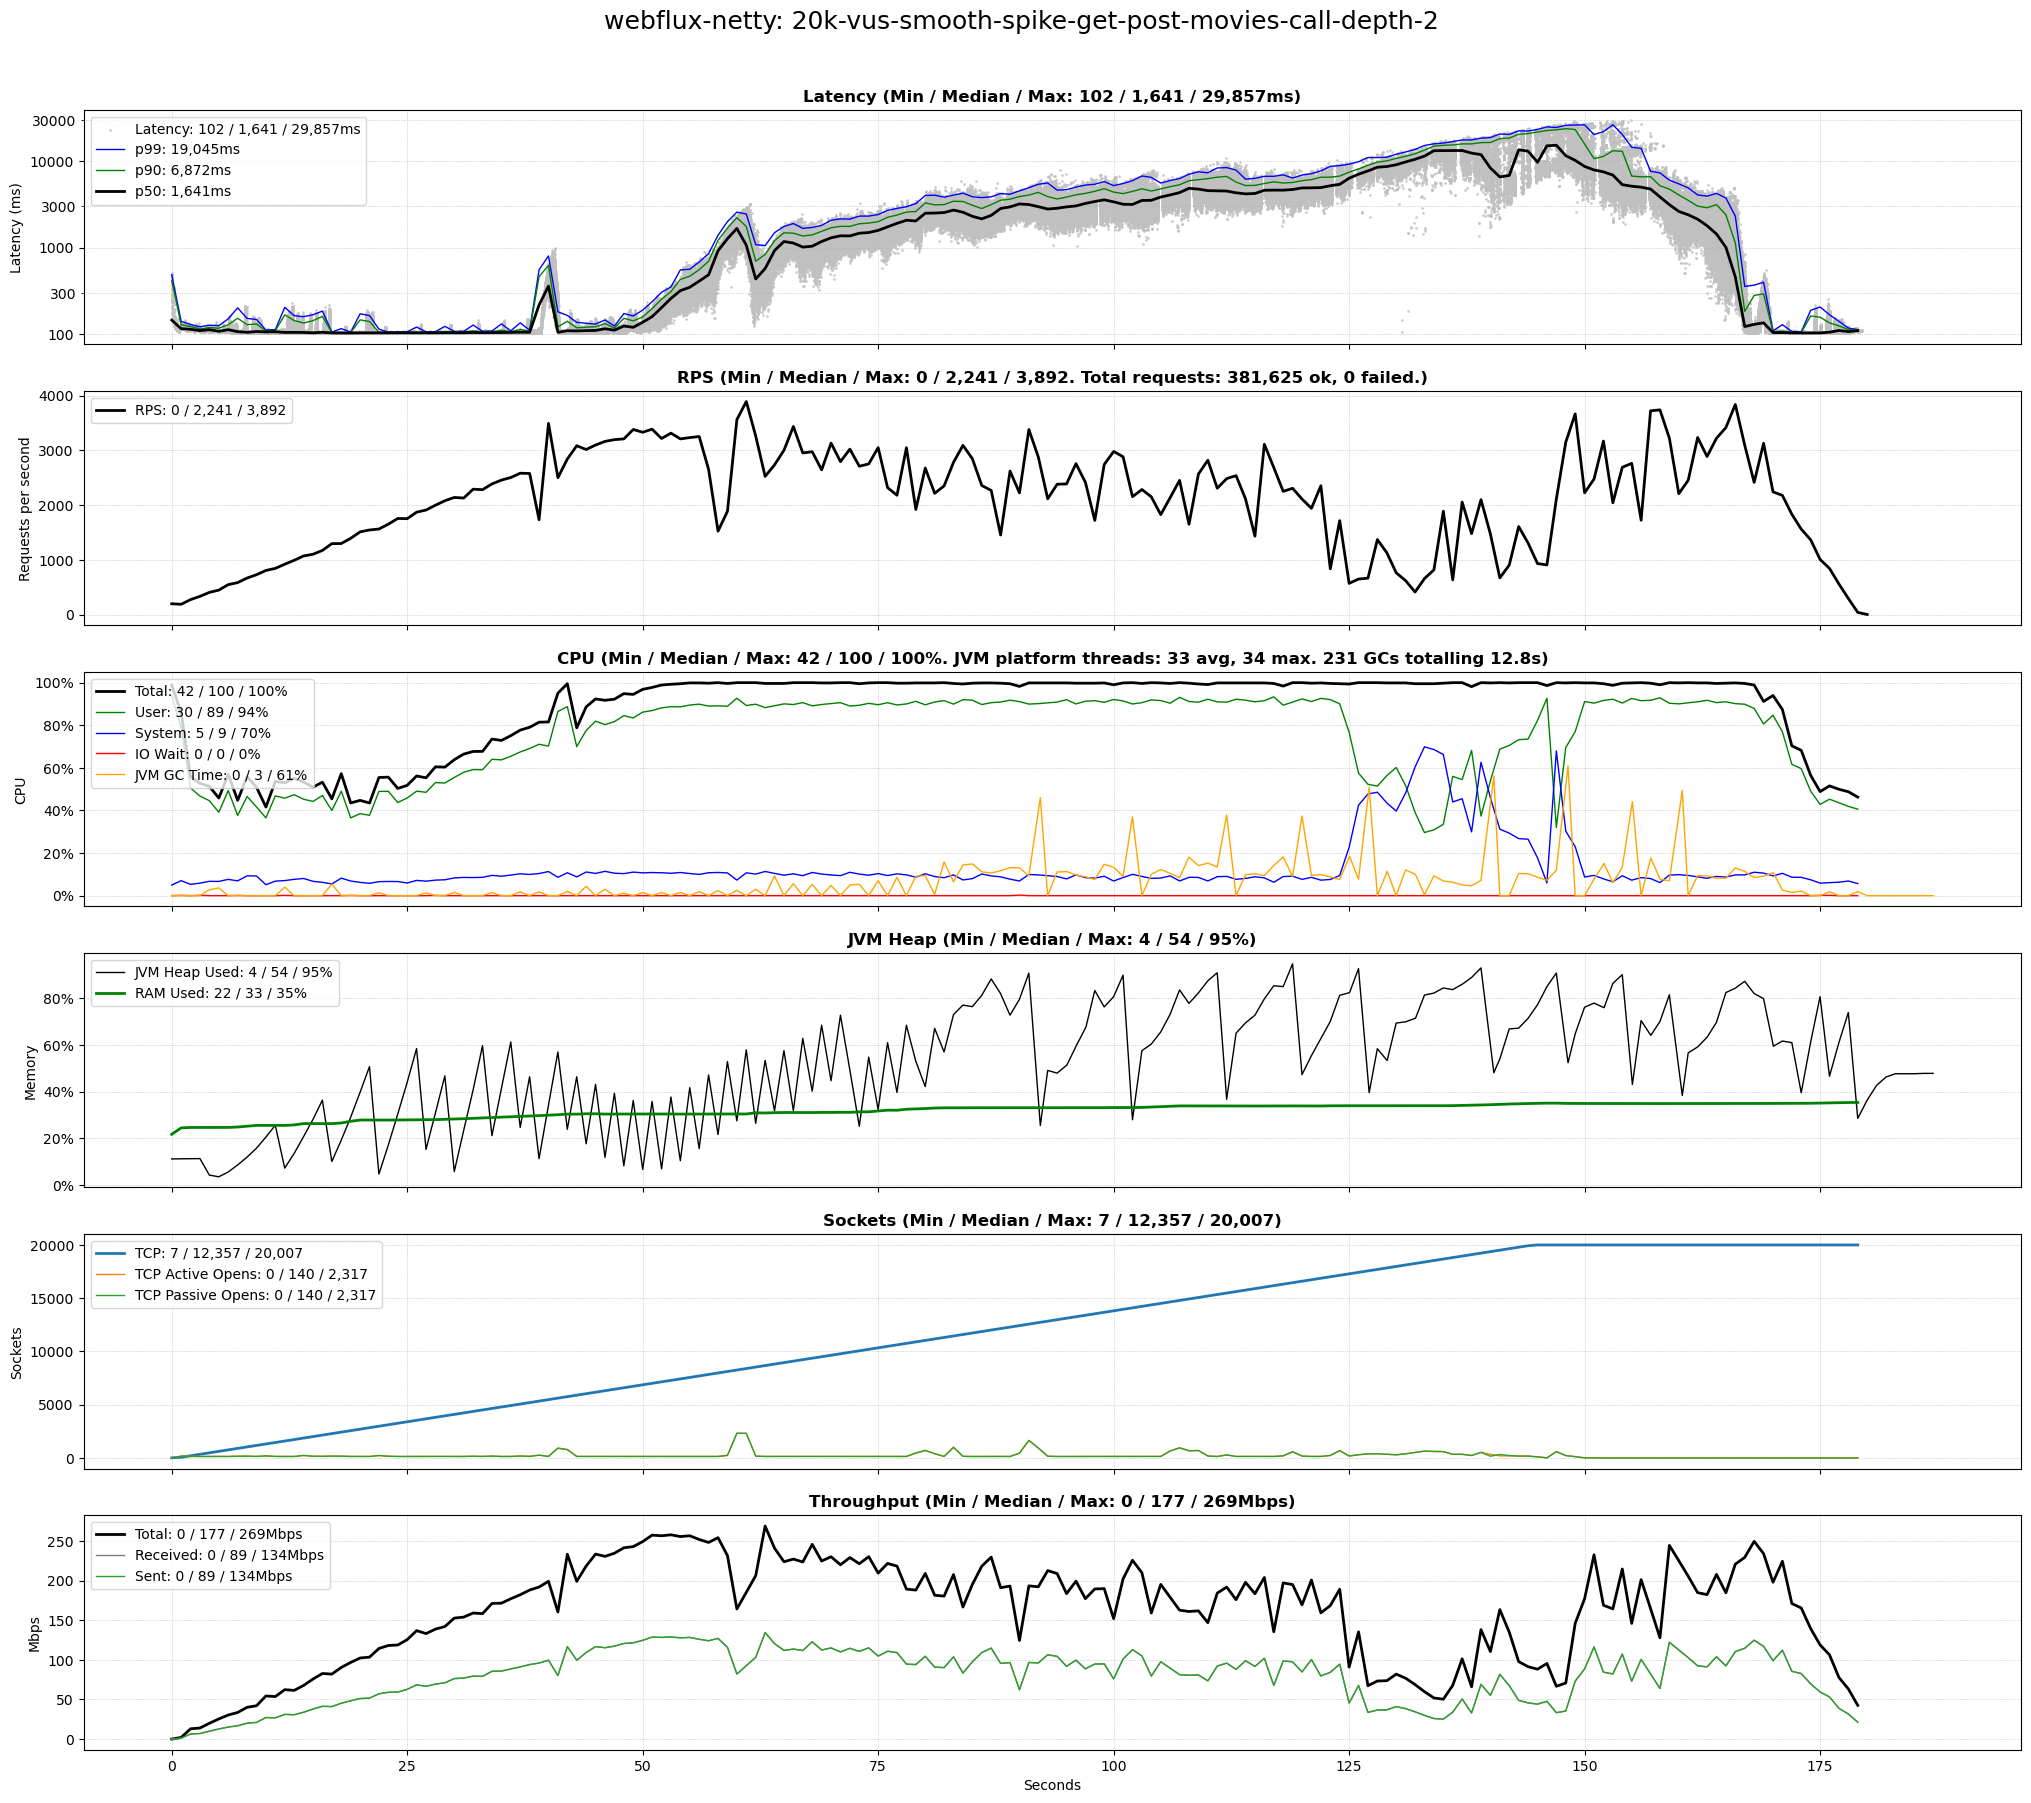 webflux-netty: 20k-vus-smooth-spike-get-post-movies-call-depth-2
Latency (Min / Median / Max: 102 / 1,641 / 29,857ms)
Latency (ms)
30000
10000
3000
1000
300
100
Latency: 102 / 1,641 / 29,857ms
p99: 19,045ms
p90: 6,872ms
p50: 1,641ms
RPS (Min / Median / Max: 0 / 2,241 / 3,892. Total requests: 381,625 ok, 0 failed.)
Requests per second
4000
3000
2000
1000
0
RPS: 0 / 2,241 / 3,892
CPU (Min / Median / Max: 42 / 100 / 100%. JVM platform threads: 33 avg, 34 max. 231 GCs totalling 12.8s)
CPU
100%
80%
60%
40%
20%
0%
Total: 42 / 100 / 100%
User: 30 / 89 / 94%
System: 5 / 9 / 70%
IO Wait: 0 / 0 / 0%
JVM GC Time: 0 / 3 / 61%
JVM Heap (Min / Median / Max: 4 / 54 / 95%)
Memory
80%
60%
40%
20%
0%
JVM Heap Used: 4 / 54 / 95%
RAM Used: 22 / 33 / 35%
Sockets (Min / Median / Max: 7 / 12,357 / 20,007)
Sockets
20000
15000
10000
5000
0
TCP: 7 / 12,357 / 20,007
TCP Active Opens: 0 / 140 / 2,317
TCP Passive Opens: 0 / 140 / 2,317
Throughput (Min / Median / Max: 0 / 177 / 269Mbps)
Mbps
250
200
150
100
50
0
Total: 0 / 177 / 269Mbps
Received: 0 / 89 / 134Mbps
Sent: 0 / 89 / 134Mbps
0 25 50 75 100 125 150 175
Seconds